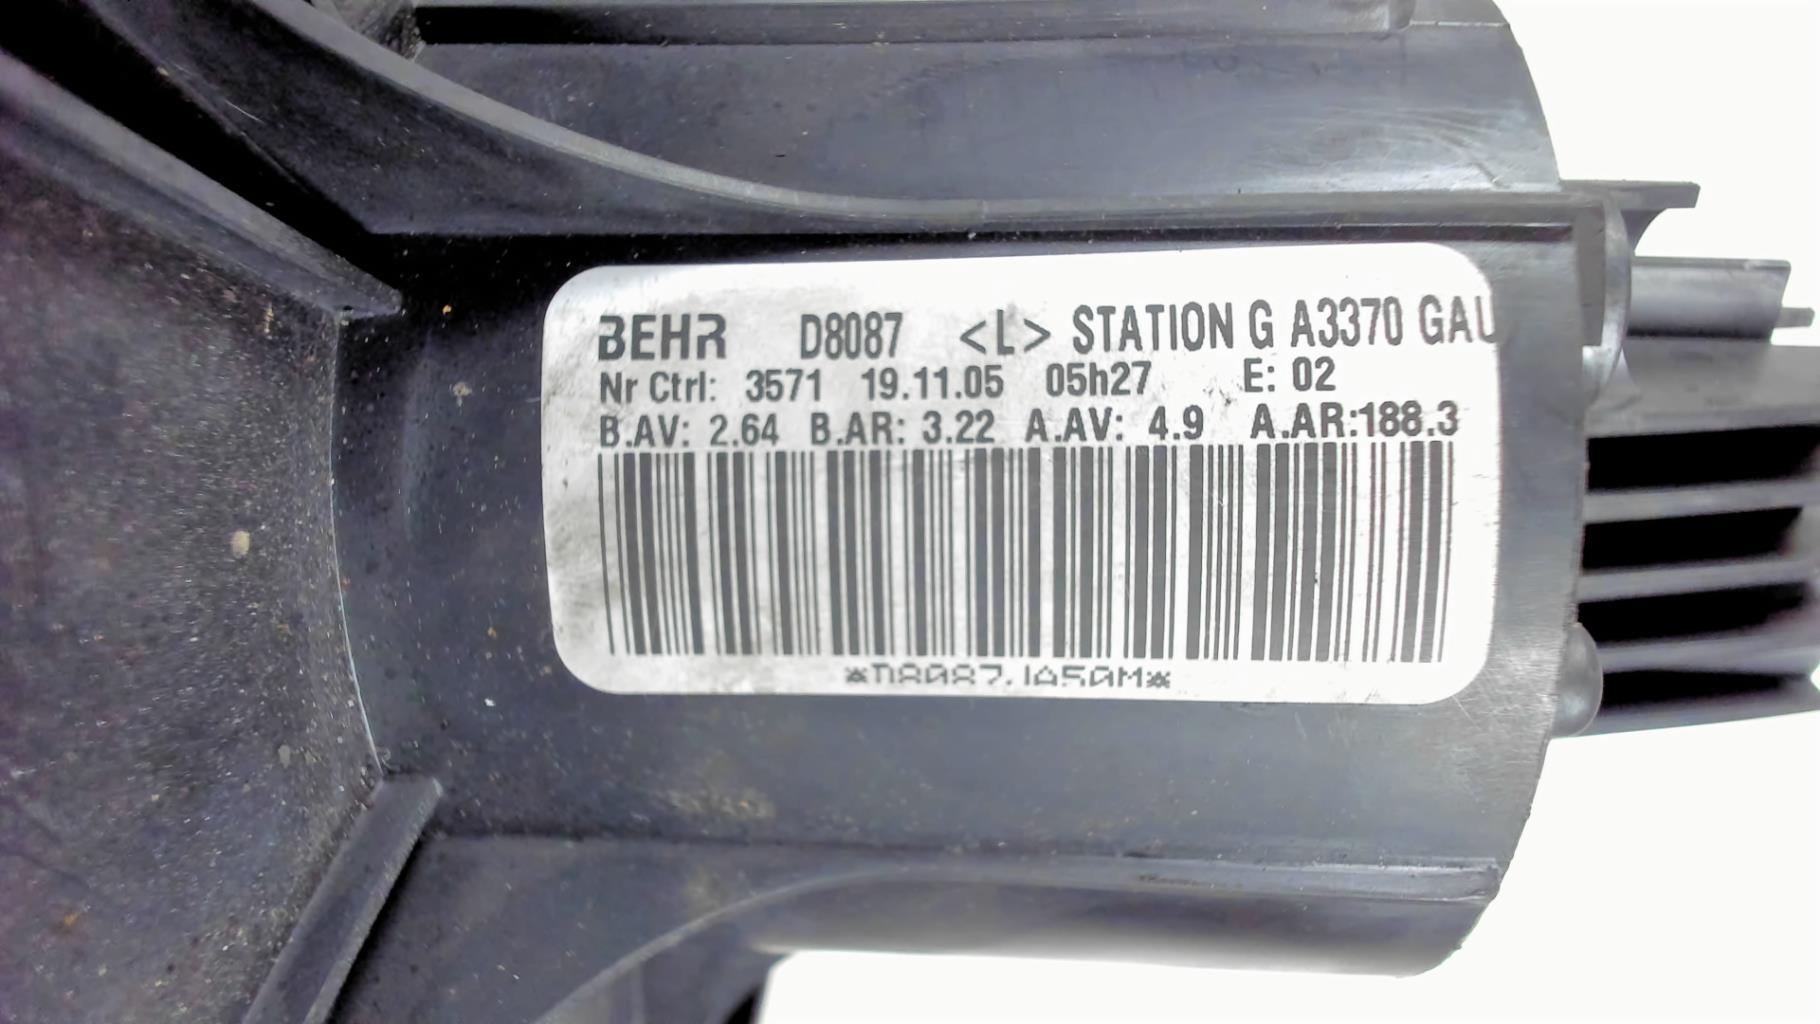 BEHR D8087 <L> STATION G A3370 GAU
Nr Ctrl: 3571 19.11.05 05h27 E: 02
B.AV: 2.64 B.AR: 3.22 A.AV: 4.9 A.AR:188.3
*D8087JA50M*